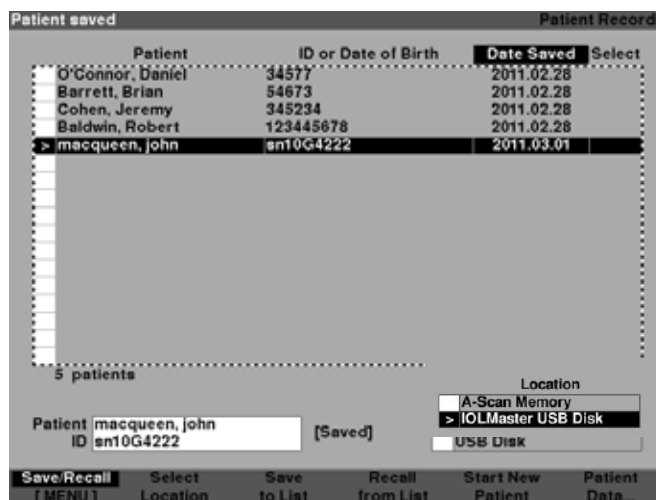 Patient saved Patient Record
Patient ID or Date of Birth Date Saved Select
O'Connor, Daniel 34577 2011.02.28
Barrett, Brian 54673 2011.02.28
Cohen, Jeremy 345234 2011.02.28
Baldwin, Robert 123445678 2011.02.28
> macqueen, john sn10G4222 2011.03.01
5 patients
Location
A-Scan Memory
> IOLMaster USB Disk
USB Disk
Patient macqueen, john [Saved]
ID sn10G4222
Save/Recall Select Save Recall Start New Patient
[MENU] Location to List from List Patient Data...